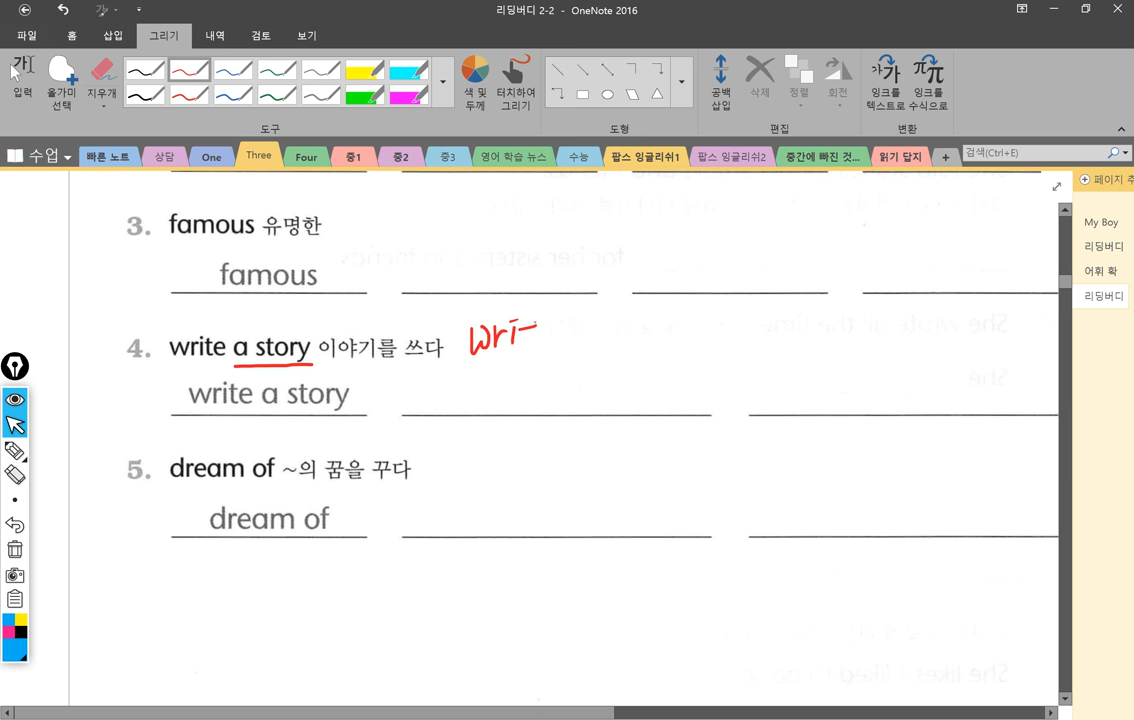 리딩버디 2-2 - OneNote 2016
파일 홈 삽입 그리기 내역 검토 보기
입력 올가미 선택 지우개 색 및 두께 터치하여 그리기 공백 삽입 삭제 정렬 회전 잉크를 텍스트로 잉크를 수식으로
도구 도형 편집 변환
수업 빠른 노트 상담 One Three Four 중1 중2 중3 영어 학습 뉴스 수능 팝스 잉글리쉬1 팝스 잉글리쉬2 중간에 빠진 것... 읽기 답지 + 검색(Ctrl+E)
페이지 추
My Boy
리딩버디
어휘 확
리딩버디
3. famous 유명한
famous
4. write a story 이야기를 쓰다 wri-
write a story
5. dream of ~의 꿈을 꾸다
dream of